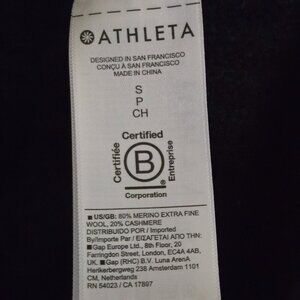 ATHLETA
DESIGNED IN SAN FRANCISCO
CONÇU À SAN FRANCISCO
MADE IN CHINA
S
P
CH
Certified
Certifiée
B
Entreprise
Corporation
■ US/GB: 80% MERINO EXTRA FINE
WOOL, 20% CASHMERE
DISTRIBUIDO POR / Imported
By/Importe Par / ΕΙΣΑΓΕΤΑΙ ΑΠΟ ΤΗΝ:
■ Gap Europe Ltd., 8th Floor, 20
Farringdon Street, London, EC4A 4AB,
UK. ■ Gap (RHC) B.V. Luna ArenA
Herikerbergweg 238 Amsterdam 1101
CM, Netherlands
RN 54023 / CA 17897